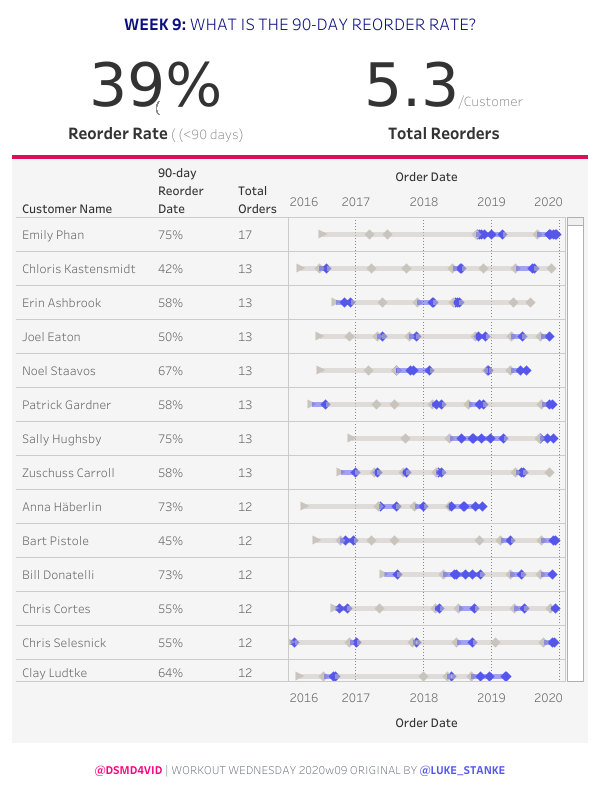 WEEK 9: WHAT IS THE 90-DAY REORDER RATE?
39% 5.3/Customer
(
Reorder Rate ( (<90 days) Total Reorders
Customer Name 90-day Reorder Date Total Orders Order Date
2016 2017 2018 2019 2020
Emily Phan 75% 17
Chloris Kastensmidt 42% 13
Erin Ashbrook 58% 13
Joel Eaton 50% 13
Noel Staavos 67% 13
Patrick Gardner 58% 13
Sally Hughsby 75% 13
Zuschuss Carroll 58% 13
Anna Häberlin 73% 12
Bart Pistole 45% 12
Bill Donatelli 73% 12
Chris Cortes 55% 12
Chris Selesnick 55% 12
Clay Ludtke 64% 12
2016 2017 2018 2019 2020
Order Date
@DSMD4VID | WORKOUT WEDNESDAY 2020w09 ORIGINAL BY @LUKE_STANKE